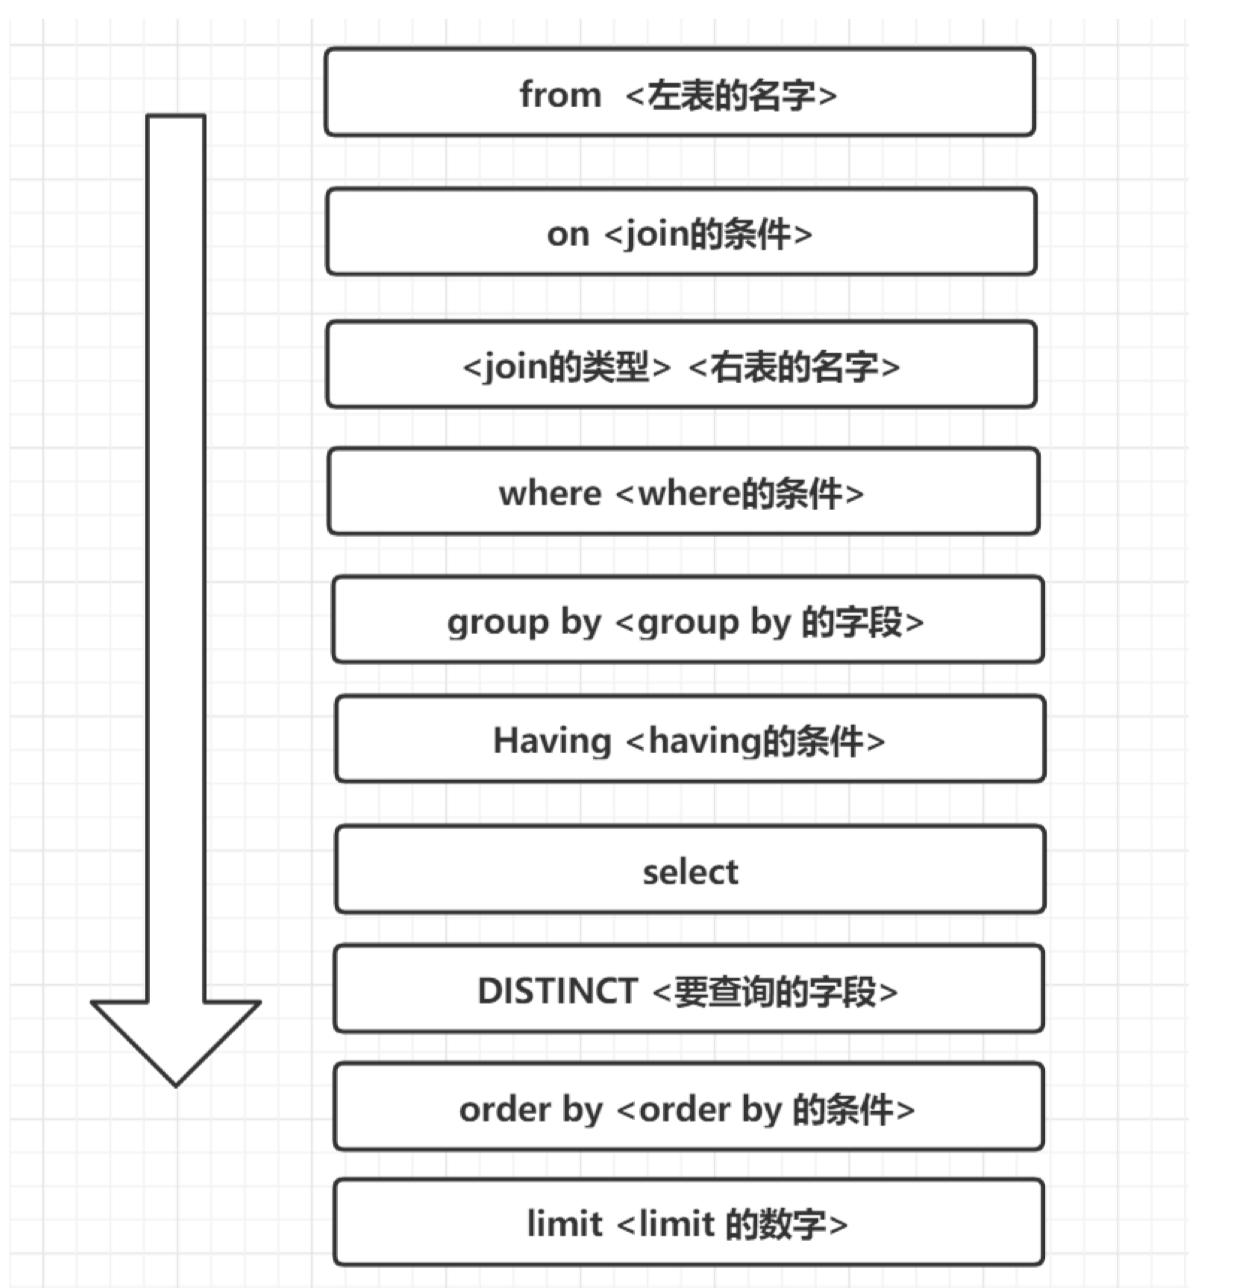 from <左表的名字>
on <join的条件>
<join的类型> <右表的名字>
where <where的条件>
group by <group by 的字段>
Having <having的条件>
select
DISTINCT <要查询的字段>
order by <order by 的条件>
limit <limit 的数字>